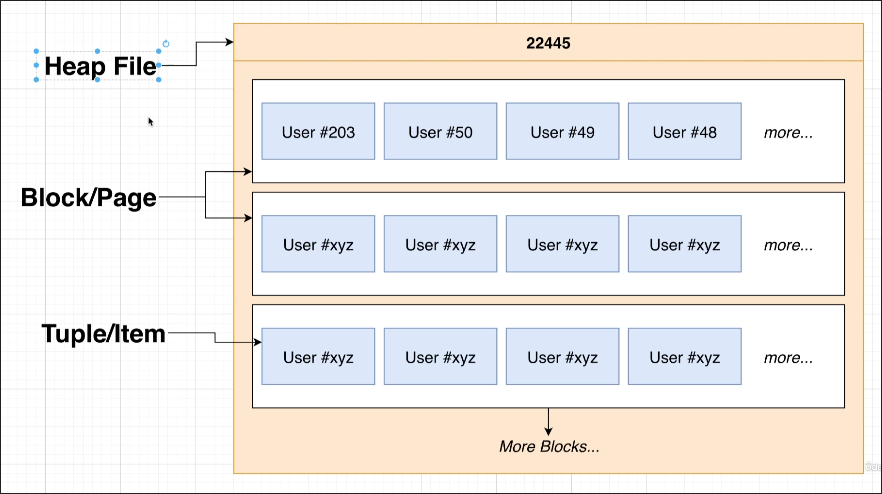 22445
Heap File
User #203 User #50 User #49 User #48 more...
Block/Page
User #xyz User #xyz User #xyz User #xyz more...
Tuple/Item
User #xyz User #xyz User #xyz User #xyz more...
More Blocks...